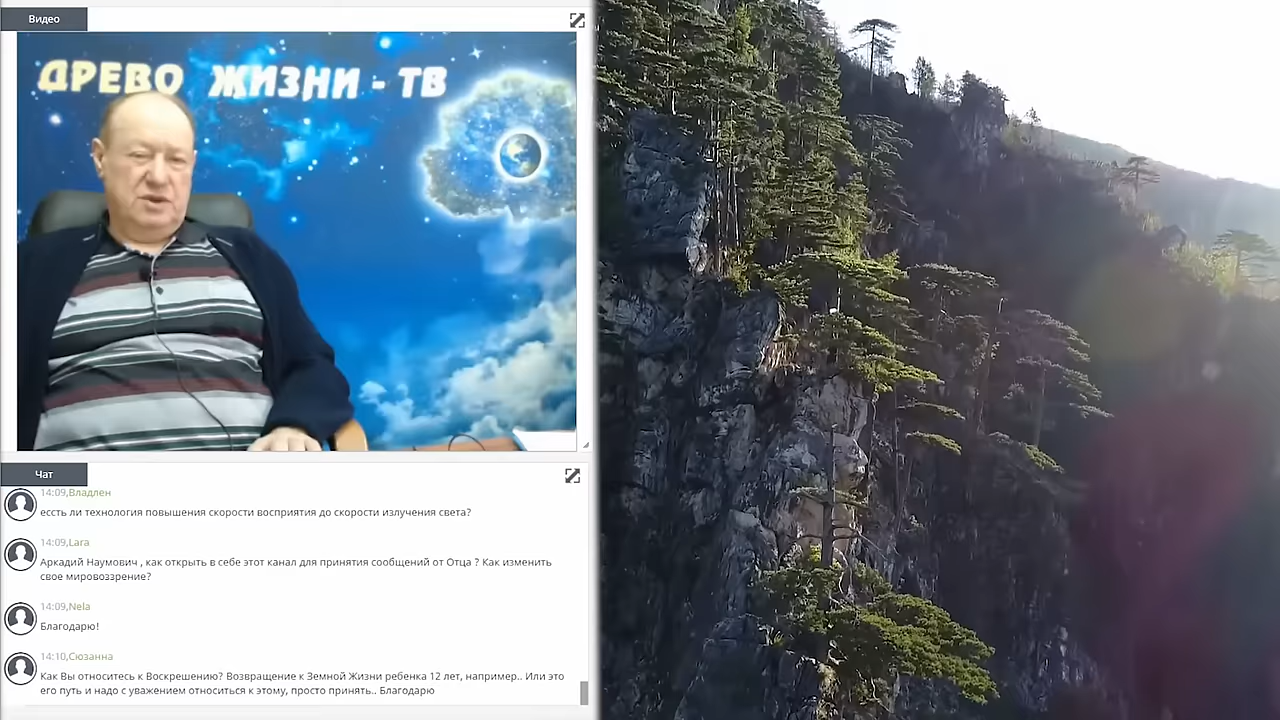 Видео
ДРЕВО ЖИЗНИ - ТВ
Чат
14:09,Владлен
ессть ли технология повышения скорости восприятия до скорости излучения света?
14:09,Lara
Аркадий Наумович , как открыть в себе этот канал для принятия сообщений от Отца ? Как изменить
свое мировоззрение?
14:09,Nela
Благодарю!
14:10,Сюзанна
Как Вы относитесь к Воскрешению? Возвращение к Земной Жизни ребенка 12 лет, например.. Или это
его путь и надо с уважением относиться к этому, просто принять.. Благодарю